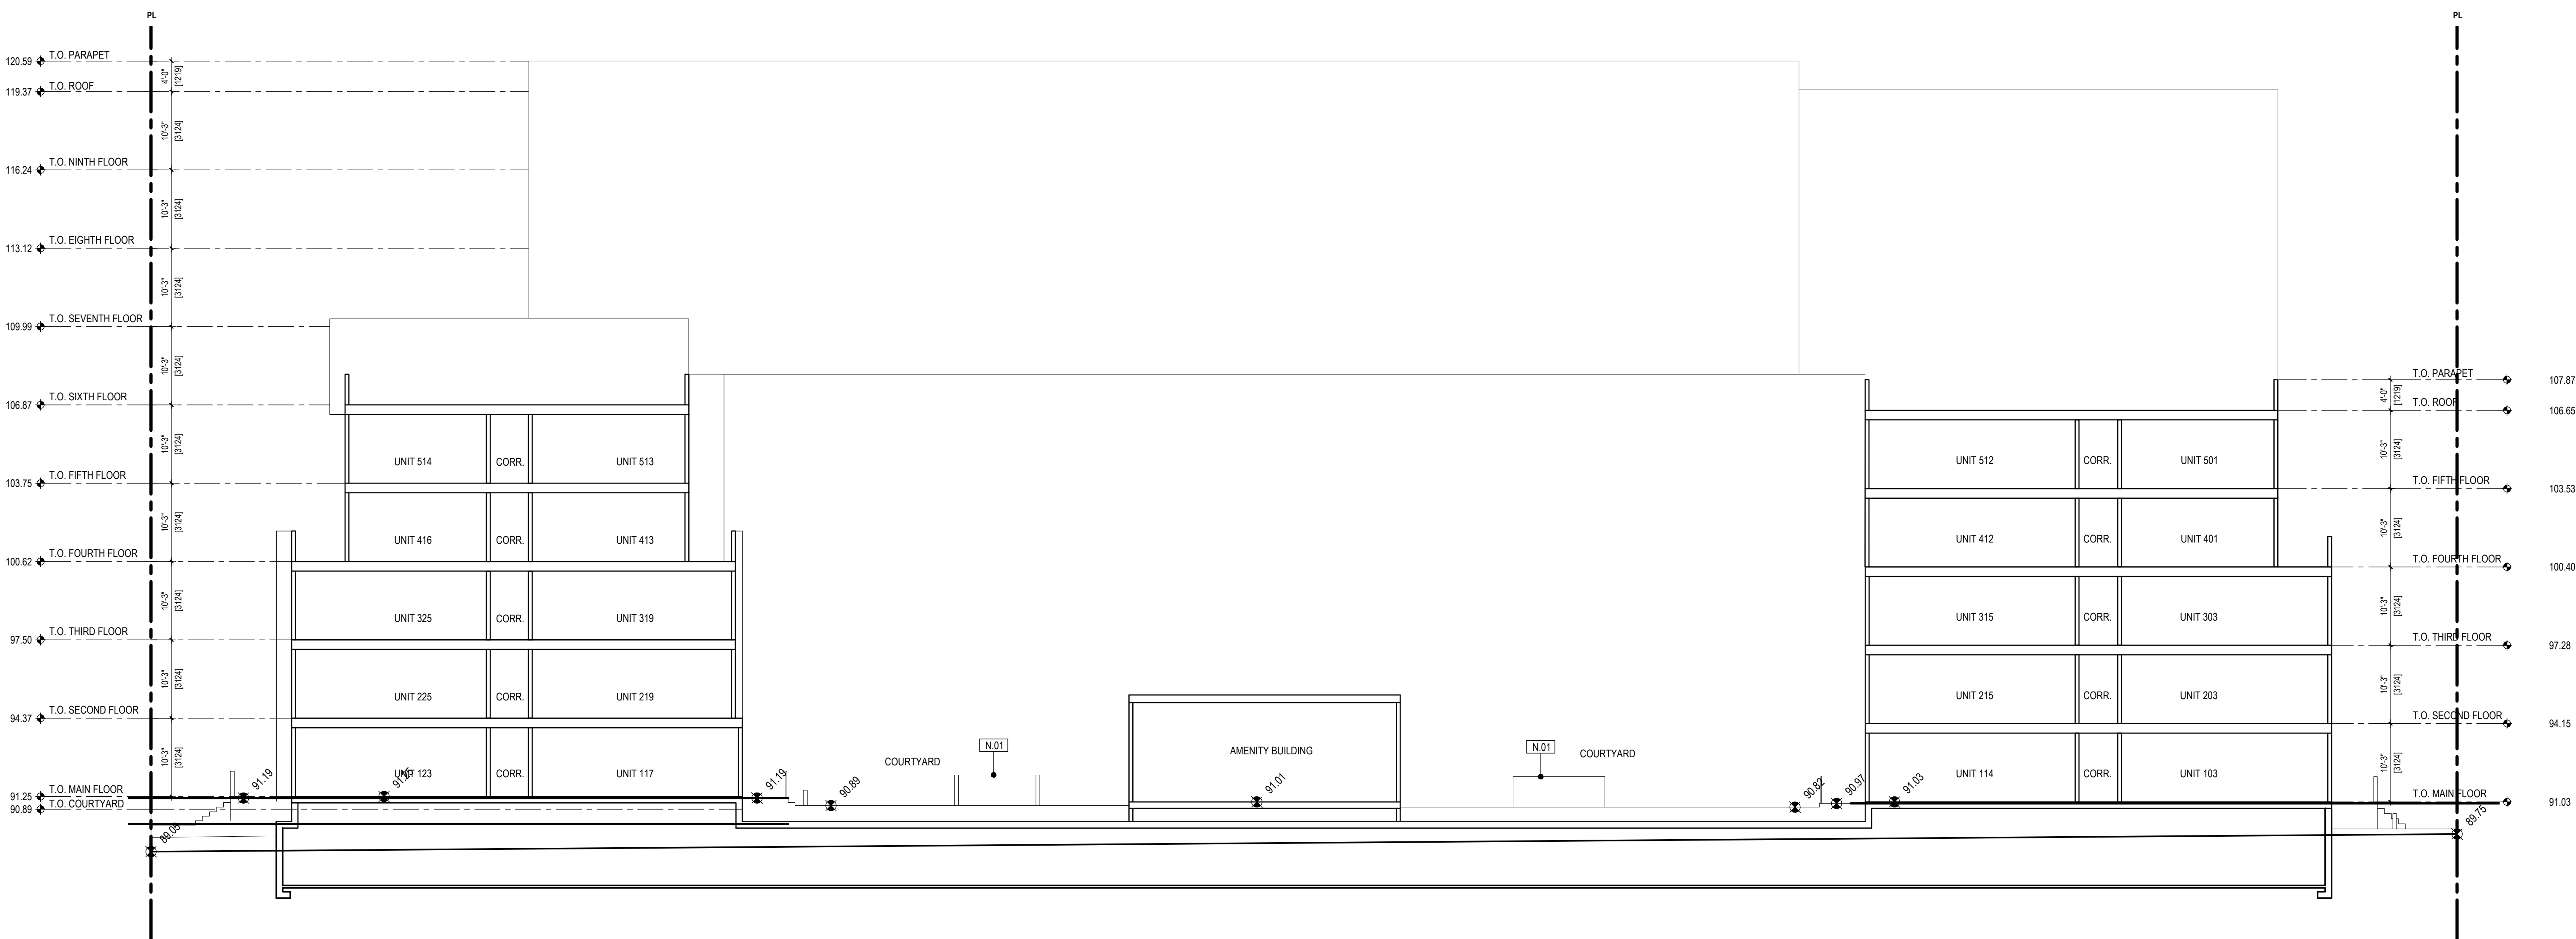 PL
PL
120.59 T.O. PARAPET
4'-0"
[1219]
119.37 T.O. ROOF
10'-3"
[3124]
116.24 T.O. NINTH FLOOR
10'-3"
[3124]
113.12 T.O. EIGHTH FLOOR
10'-3"
[3124]
109.99 T.O. SEVENTH FLOOR
10'-3"
[3124]
106.87 T.O. SIXTH FLOOR
10'-3"
[3124]
103.75 T.O. FIFTH FLOOR
10'-3"
[3124]
100.62 T.O. FOURTH FLOOR
10'-3"
[3124]
97.50 T.O. THIRD FLOOR
10'-3"
[3124]
94.37 T.O. SECOND FLOOR
10'-3"
[3124]
91.25 T.O. MAIN FLOOR
90.89 T.O. COURTYARD
89.05
91.19
91.25
UNIT 514
CORR.
UNIT 513
UNIT 416
CORR.
UNIT 413
UNIT 325
CORR.
UNIT 319
UNIT 225
CORR.
UNIT 219
UNIT 123
CORR.
UNIT 117
91.19
90.89
COURTYARD
N.01
AMENITY BUILDING
91.01
N.01
COURTYARD
90.82
90.97
91.03
UNIT 512
CORR.
UNIT 501
UNIT 412
CORR.
UNIT 401
UNIT 315
CORR.
UNIT 303
UNIT 215
CORR.
UNIT 203
UNIT 114
CORR.
UNIT 103
T.O. PARAPET 107.87
4'-0"
[1219]
T.O. ROOF 106.65
10'-3"
[3124]
T.O. FIFTH FLOOR 103.53
10'-3"
[3124]
T.O. FOURTH FLOOR 100.40
10'-3"
[3124]
T.O. THIRD FLOOR 97.28
10'-3"
[3124]
T.O. SECOND FLOOR 94.15
10'-3"
[3124]
T.O. MAIN FLOOR 91.03
89.75